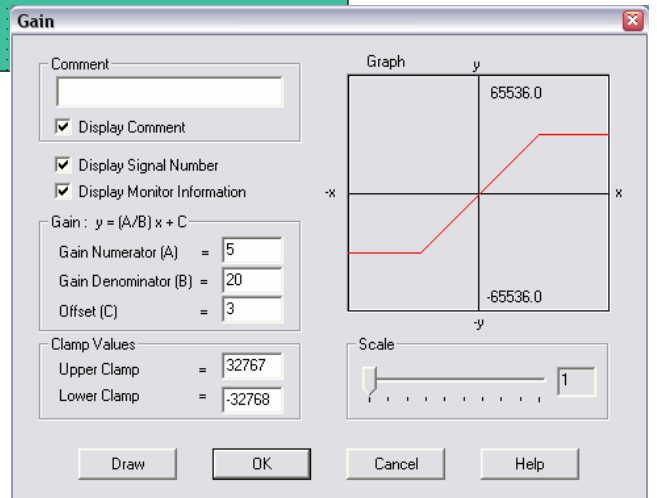 Gain
Comment
Display Comment
Display Signal Number
Display Monitor Information
Gain : y = (A/B) x + C
Gain Numerator (A) = 5
Gain Denominator (B) = 20
Offset (C) = 3
Clamp Values
Upper Clamp = 32767
Lower Clamp = -32768
Graph
y
65536.0
-x
x
-65536.0
-y
Scale
1
Draw
OK
Cancel
Help